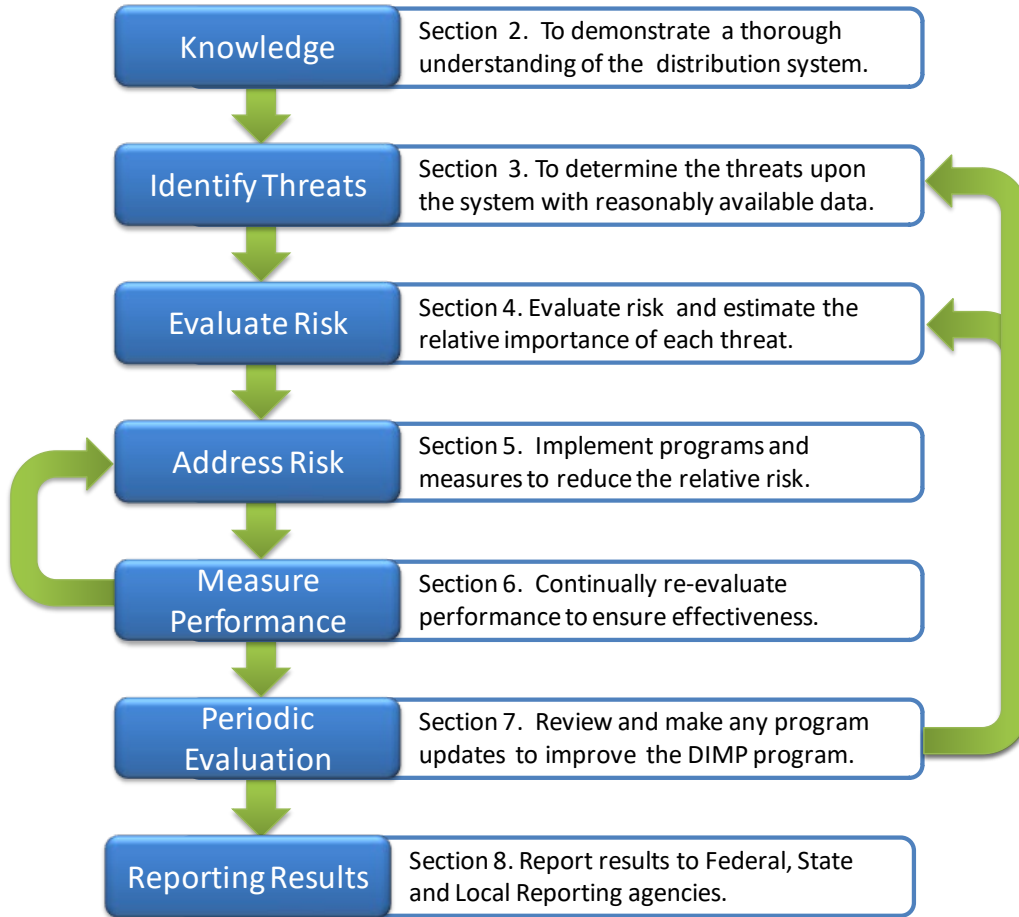 Knowledge
Section 2. To demonstrate a thorough
understanding of the distribution system.
Identify Threats
Section 3. To determine the threats upon
the system with reasonably available data.
Evaluate Risk
Section 4. Evaluate risk and estimate the
relative importance of each threat.
Address Risk
Section 5. Implement programs and
measures to reduce the relative risk.
Measure
Performance
Section 6. Continually re-evaluate
performance to ensure effectiveness.
Periodic
Evaluation
Section 7. Review and make any program
updates to improve the DIMP program.
Reporting Results
Section 8. Report results to Federal, State
and Local Reporting agencies.